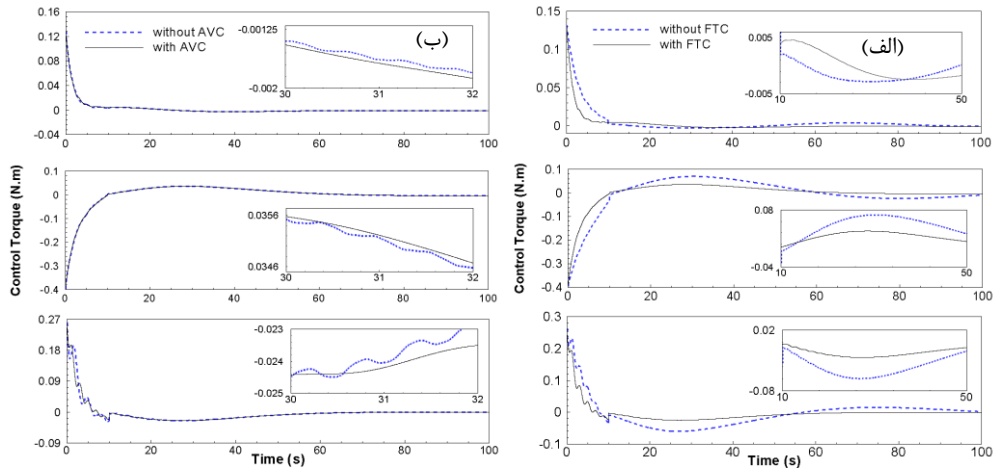 without AVC
with AVC
(ب)
0.16
0.12
0.08
0.04
0
-0.04
-0.00125
-0.002
30 31 32
0 20 40 60 80 100
Control Torque (N.m)
0.1
0
-0.1
-0.2
-0.3
-0.4
0.0356
0.0346
30 31 32
0 20 40 60 80 100
0.27
0.18
0.09
0
-0.09
-0.023
-0.024
-0.025
30 31 32
0 20 40 60 80 100
Time (s)
without FTC
with FTC
(الف)
0.15
0.1
0.05
0
0.005
-0.005
10 50
0 20 40 60 80 100
Control Torque (N.m)
0.1
0
-0.1
-0.2
-0.3
-0.4
0.08
-0.04
10 50
0 20 40 60 80 100
0.3
0.2
0.1
0
-0.1
0.02
-0.08
10 50
0 20 40 60 80 100
Time (s)